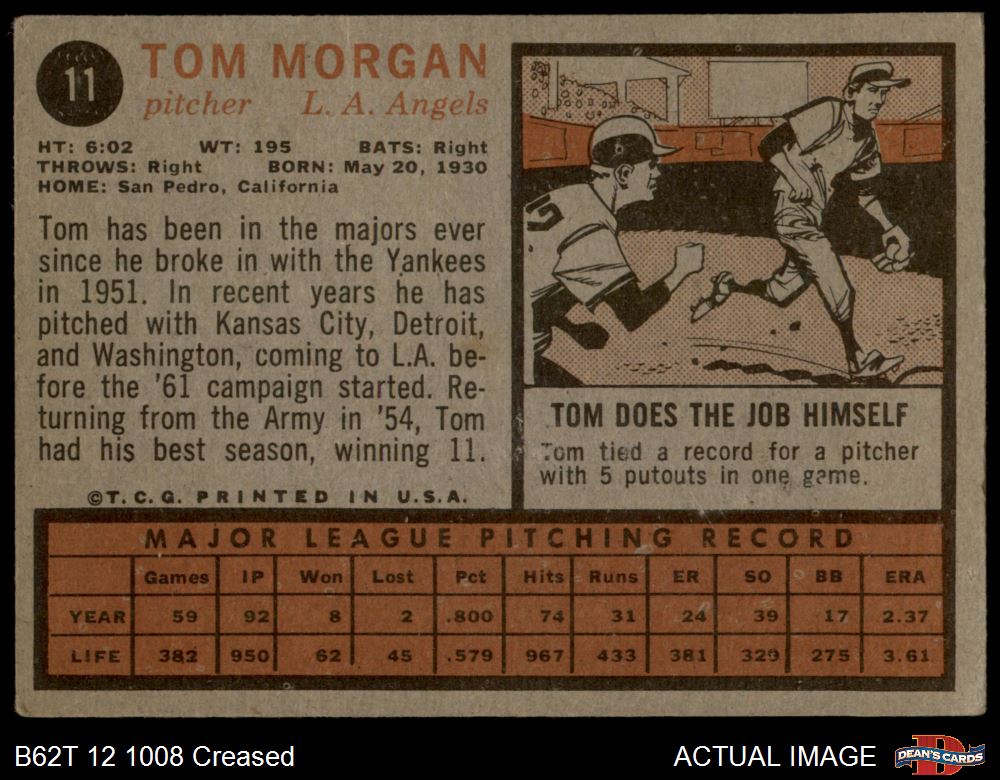 11
TOM MORGAN
pitcher L. A. Angels
HT: 6:02 WT: 195 BATS: Right
THROWS: Right BORN: May 20, 1930
HOME: San Pedro, California
Tom has been in the majors ever
since he broke in with the Yankees
in 1951. In recent years he has
pitched with Kansas City, Detroit,
and Washington, coming to L.A. be-
fore the '61 campaign started. Re-
turning from the Army in '54, Tom
had his best season, winning 11.
©T.C.G. PRINTED IN U.S.A.
TOM DOES THE JOB HIMSELF
Tom tied a record for a pitcher
with 5 putouts in one game.
MAJOR LEAGUE PITCHING RECORD
Games IP Won Lost Pct Hits Runs ER SO BB ERA
YEAR 59 92 8 2 .800 74 31 24 39 17 2.37
LIFE 382 950 62 45 .579 967 433 381 329 275 3.61
B62T 12 1008 Creased
ACTUAL IMAGE
DEAN'S CARDS